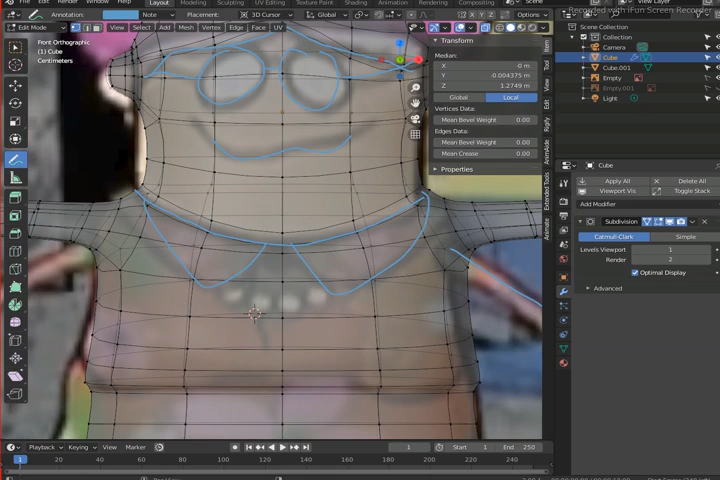 File Edit Render Window Help Layout Modeling Sculpting UV Editing Texture Paint Shading Animation Rendering Compositing Scene View Layer
Recorded with iFun Screen Recorder
Annotation: Note Placement: 3D Cursor Global Options
Edit Mode View Select Add Mesh Vertex Edge Face UV
Front Orthographic
(1) Cube
Centimeters
Transform
Median:
X -0 m
Y -0.004375 m
Z 1.2749 m
Global Local
Vertices Data:
Mean Bevel Weight 0.00
Edges Data:
Mean Bevel Weight 0.00
Mean Crease 0.00
Properties
Item
Tool
View
Edit
Rigify
AnimAide
Extended Tools
Animate
Scene Collection
Collection
Camera
Cube
Cube.001
Empty
Empty.001
Light
Cube
Apply All Delete All
Viewport Vis Toggle Stack
Add Modifier
Subdivision
Catmull-Clark Simple
Levels Viewport 1
Render 2
Optimal Display
Advanced
Playback Keying View Marker 1 Start 1 End 250
1 20 40 60 80 100 120 140 160 180 200 220 240